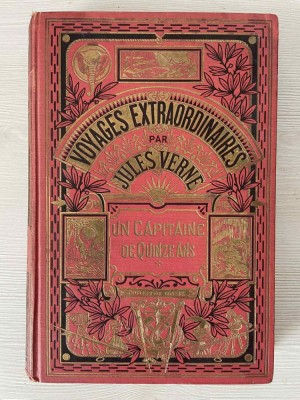 VOYAGES EXTRAORDINAIRES
PAR
JULES VERNE
UN CAPITAINE
DE QUINZE ANS